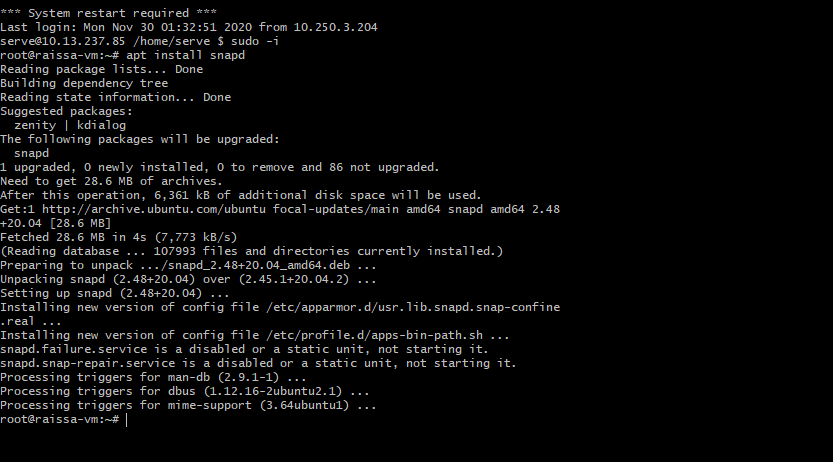 *** System restart required ***
Last login: Mon Nov 30 01:32:51 2020 from 10.250.3.204
serve@10.13.237.85 /home/serve $ sudo -i
root@raissa-vm:~# apt install snapd
Reading package lists... Done
Building dependency tree
Reading state information... Done
Suggested packages:
  zenity | kdialog
The following packages will be upgraded:
  snapd
1 upgraded, 0 newly installed, 0 to remove and 86 not upgraded.
Need to get 28.6 MB of archives.
After this operation, 6,361 kB of additional disk space will be used.
Get:1 http://archive.ubuntu.com/ubuntu focal-updates/main amd64 snapd amd64 2.48
+20.04 [28.6 MB]
Fetched 28.6 MB in 4s (7,773 kB/s)
(Reading database ... 107993 files and directories currently installed.)
Preparing to unpack .../snapd_2.48+20.04_amd64.deb ...
Unpacking snapd (2.48+20.04) over (2.45.1+20.04.2) ...
Setting up snapd (2.48+20.04) ...
Installing new version of config file /etc/apparmor.d/usr.lib.snapd.snap-confine
.real ...
Installing new version of config file /etc/profile.d/apps-bin-path.sh ...
snapd.failure.service is a disabled or a static unit, not starting it.
snapd.snap-repair.service is a disabled or a static unit, not starting it.
Processing triggers for man-db (2.9.1-1) ...
Processing triggers for dbus (1.12.16-2ubuntu2.1) ...
Processing triggers for mime-support (3.64ubuntu1) ...
root@raissa-vm:~#